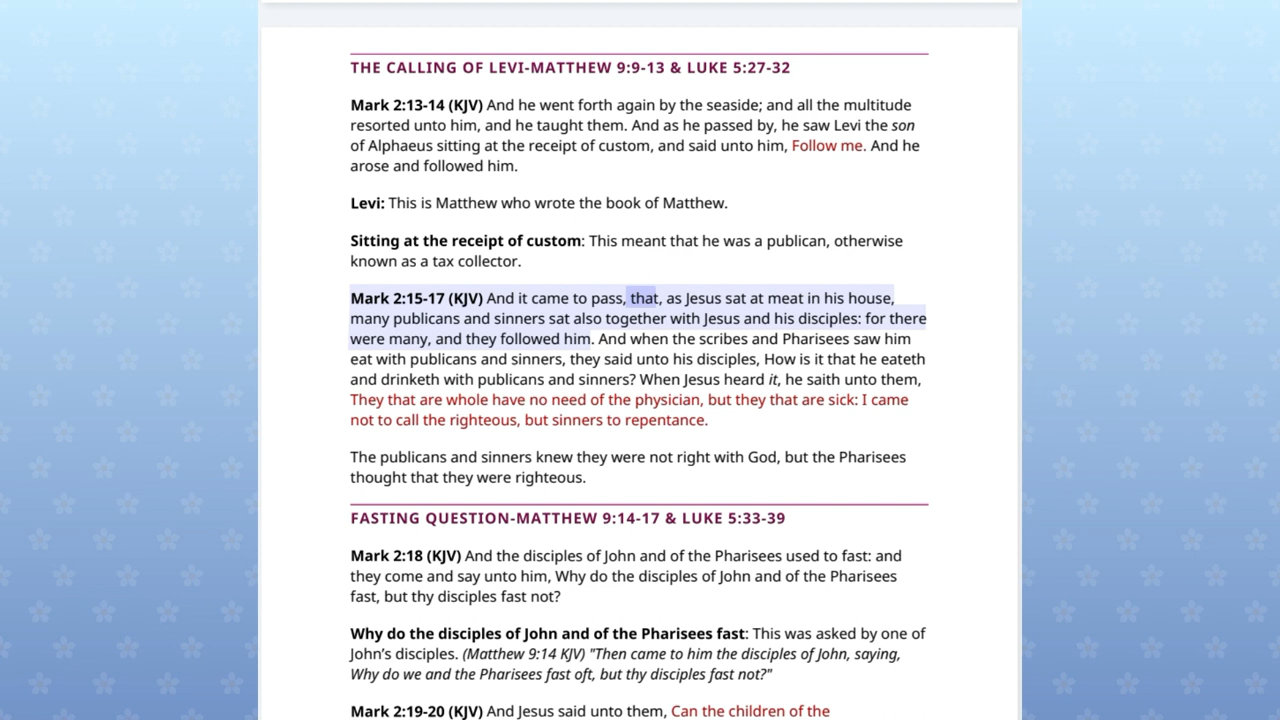 THE CALLING OF LEVI-MATTHEW 9:9-13 & LUKE 5:27-32
Mark 2:13-14 (KJV) And he went forth again by the seaside; and all the multitude
resorted unto him, and he taught them. And as he passed by, he saw Levi the son
of Alphaeus sitting at the receipt of custom, and said unto him, Follow me. And he
arose and followed him.
Levi: This is Matthew who wrote the book of Matthew.
Sitting at the receipt of custom: This meant that he was a publican, otherwise
known as a tax collector.
Mark 2:15-17 (KJV) And it came to pass, that, as Jesus sat at meat in his house,
many publicans and sinners sat also together with Jesus and his disciples: for there
were many, and they followed him. And when the scribes and Pharisees saw him
eat with publicans and sinners, they said unto his disciples, How is it that he eateth
and drinketh with publicans and sinners? When Jesus heard it, he saith unto them,
They that are whole have no need of the physician, but they that are sick: I came
not to call the righteous, but sinners to repentance.
The publicans and sinners knew they were not right with God, but the Pharisees
thought that they were righteous.
FASTING QUESTION-MATTHEW 9:14-17 & LUKE 5:33-39
Mark 2:18 (KJV) And the disciples of John and of the Pharisees used to fast: and
they come and say unto him, Why do the disciples of John and of the Pharisees
fast, but thy disciples fast not?
Why do the disciples of John and of the Pharisees fast: This was asked by one of
John’s disciples. (Matthew 9:14 KJV) "Then came to him the disciples of John, saying,
Why do we and the Pharisees fast oft, but thy disciples fast not?"
Mark 2:19-20 (KJV) And Jesus said unto them, Can the children of the